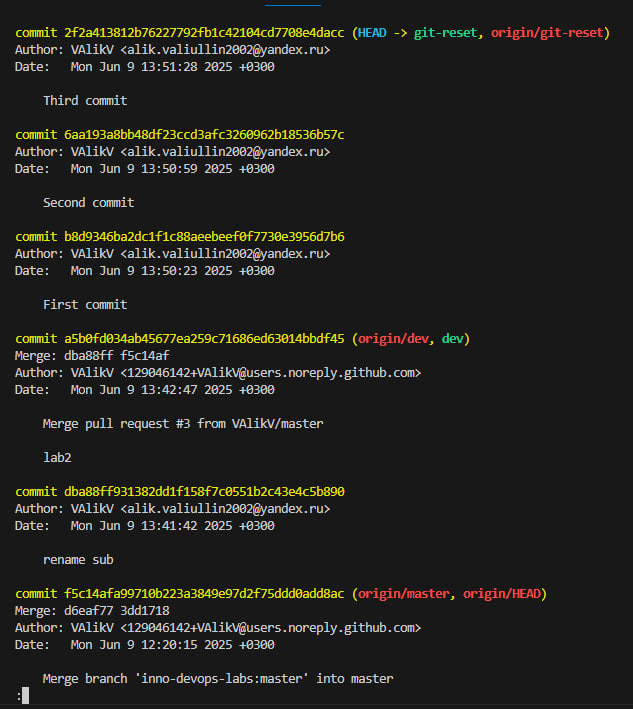 commit 2f2a413812b76227792fb1c42104cd7708e4dacc (HEAD -> git-reset, origin/git-reset)
Author: VAlikV <alik.valiullin2002@yandex.ru>
Date:   Mon Jun 9 13:51:28 2025 +0300
Third commit
commit 6aa193a8bb48df23ccd3afc3260962b18536b57c
Author: VAlikV <alik.valiullin2002@yandex.ru>
Date:   Mon Jun 9 13:50:59 2025 +0300
Second commit
commit b8d9346ba2dc1f1c88aeebeef0f7730e3956d7b6
Author: VAlikV <alik.valiullin2002@yandex.ru>
Date:   Mon Jun 9 13:50:23 2025 +0300
First commit
commit a5b0fd034ab45677ea259c71686ed63014bbdf45 (origin/dev, dev)
Merge: dba88ff f5c14af
Author: VAlikV <129046142+VAlikV@users.noreply.github.com>
Date:   Mon Jun 9 13:42:47 2025 +0300
Merge pull request #3 from VAlikV/master
lab2
commit dba88ff931382dd1f158f7c0551b2c43e4c5b890
Author: VAlikV <alik.valiullin2002@yandex.ru>
Date:   Mon Jun 9 13:41:42 2025 +0300
rename sub
commit f5c14afa99710b223a3849e97d2f75ddd0add8ac (origin/master, origin/HEAD)
Merge: d6eaf77 3dd1718
Author: VAlikV <129046142+VAlikV@users.noreply.github.com>
Date:   Mon Jun 9 12:20:15 2025 +0300
Merge branch 'inno-devops-labs:master' into master
: